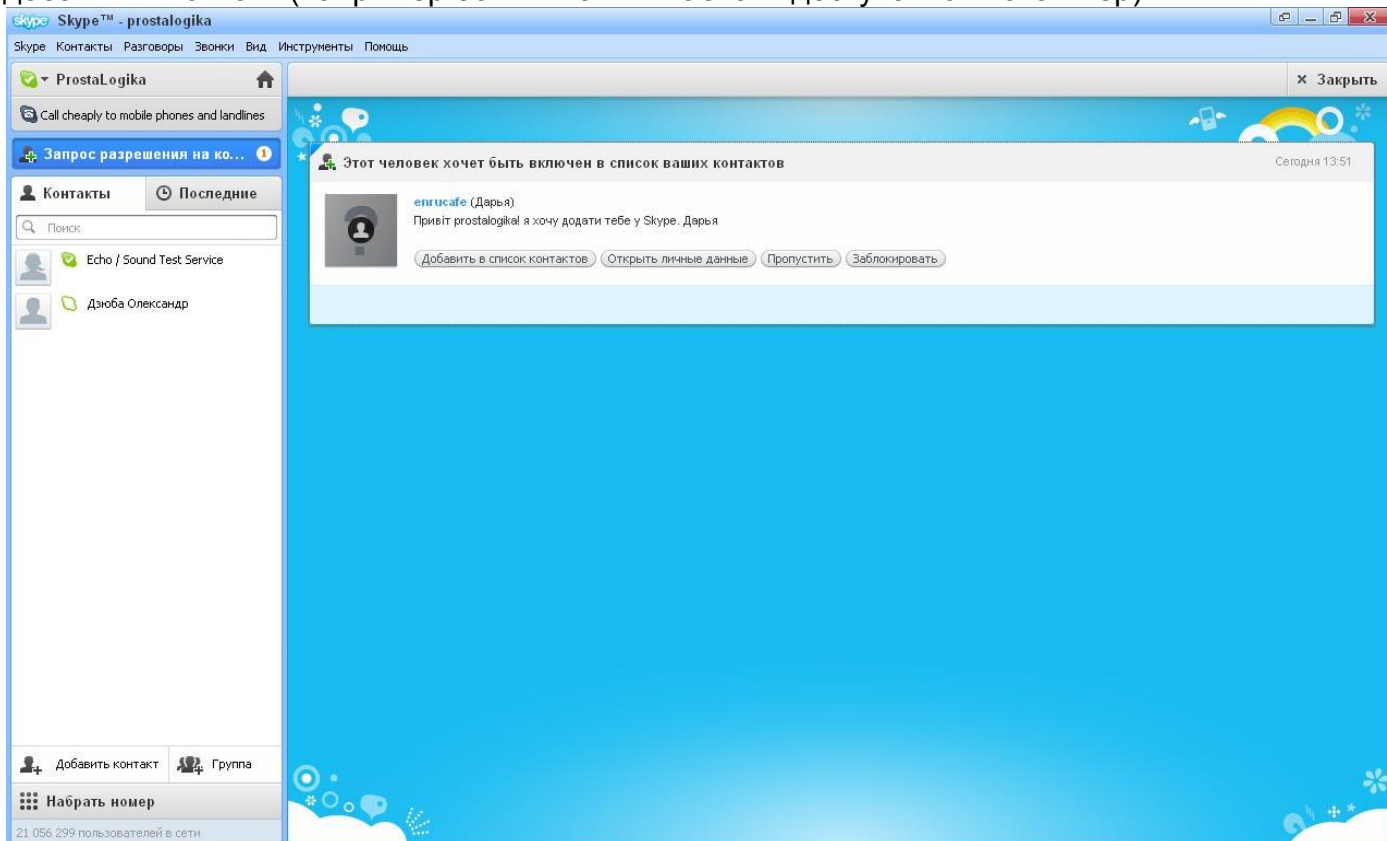 skype Skype™ - prostalogika
Skype Контакты Разговоры Звонки Вид Инструменты Помощь
ProstaLogika
× Закрыть
Call cheaply to mobile phones and landlines
Запрос разрешения на ко... 1
Этот человек хочет быть включен в список ваших контактов
Сегодня 13:51
Контакты
Последние
Поиск
enrucafe (Дарья)
Привіт prostalogika! я хочу додати тебе у Skype. Дарья
Добавить в список контактов Открыть личные данные Пропустить Заблокировать
Echo / Sound Test Service
Дзюба Олександр
Добавить контакт
Группа
Набрать номер
21 056 299 пользователей в сети